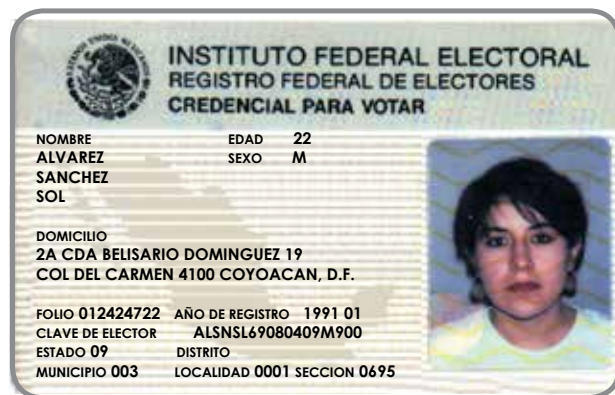 INSTITUTO FEDERAL ELECTORAL
REGISTRO FEDERAL DE ELECTORES
CREDENCIAL PARA VOTAR
NOMBRE EDAD 22
ALVAREZ SEXO M
SANCHEZ
SOL
DOMICILIO
2A CDA BELISARIO DOMINGUEZ 19
COL DEL CARMEN 4100 COYOACAN, D.F.
FOLIO 012424722 AÑO DE REGISTRO 1991 01
CLAVE DE ELECTOR ALSNSL69080409M900
ESTADO 09 DISTRITO
MUNICIPIO 003 LOCALIDAD 0001 SECCION 0695